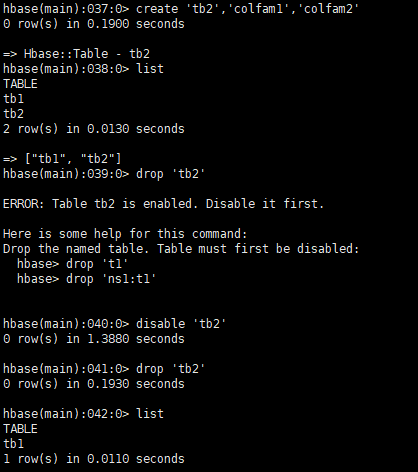 hbase(main):037:0> create 'tb2','colfam1','colfam2'
0 row(s) in 0.1900 seconds
=> Hbase::Table - tb2
hbase(main):038:0> list
TABLE
tb1
tb2
2 row(s) in 0.0130 seconds
=> ["tb1", "tb2"]
hbase(main):039:0> drop 'tb2'
ERROR: Table tb2 is enabled. Disable it first.
Here is some help for this command:
Drop the named table. Table must first be disabled:
  hbase> drop 't1'
  hbase> drop 'ns1:t1'
hbase(main):040:0> disable 'tb2'
0 row(s) in 1.3880 seconds
hbase(main):041:0> drop 'tb2'
0 row(s) in 0.1930 seconds
hbase(main):042:0> list
TABLE
tb1
1 row(s) in 0.0110 seconds